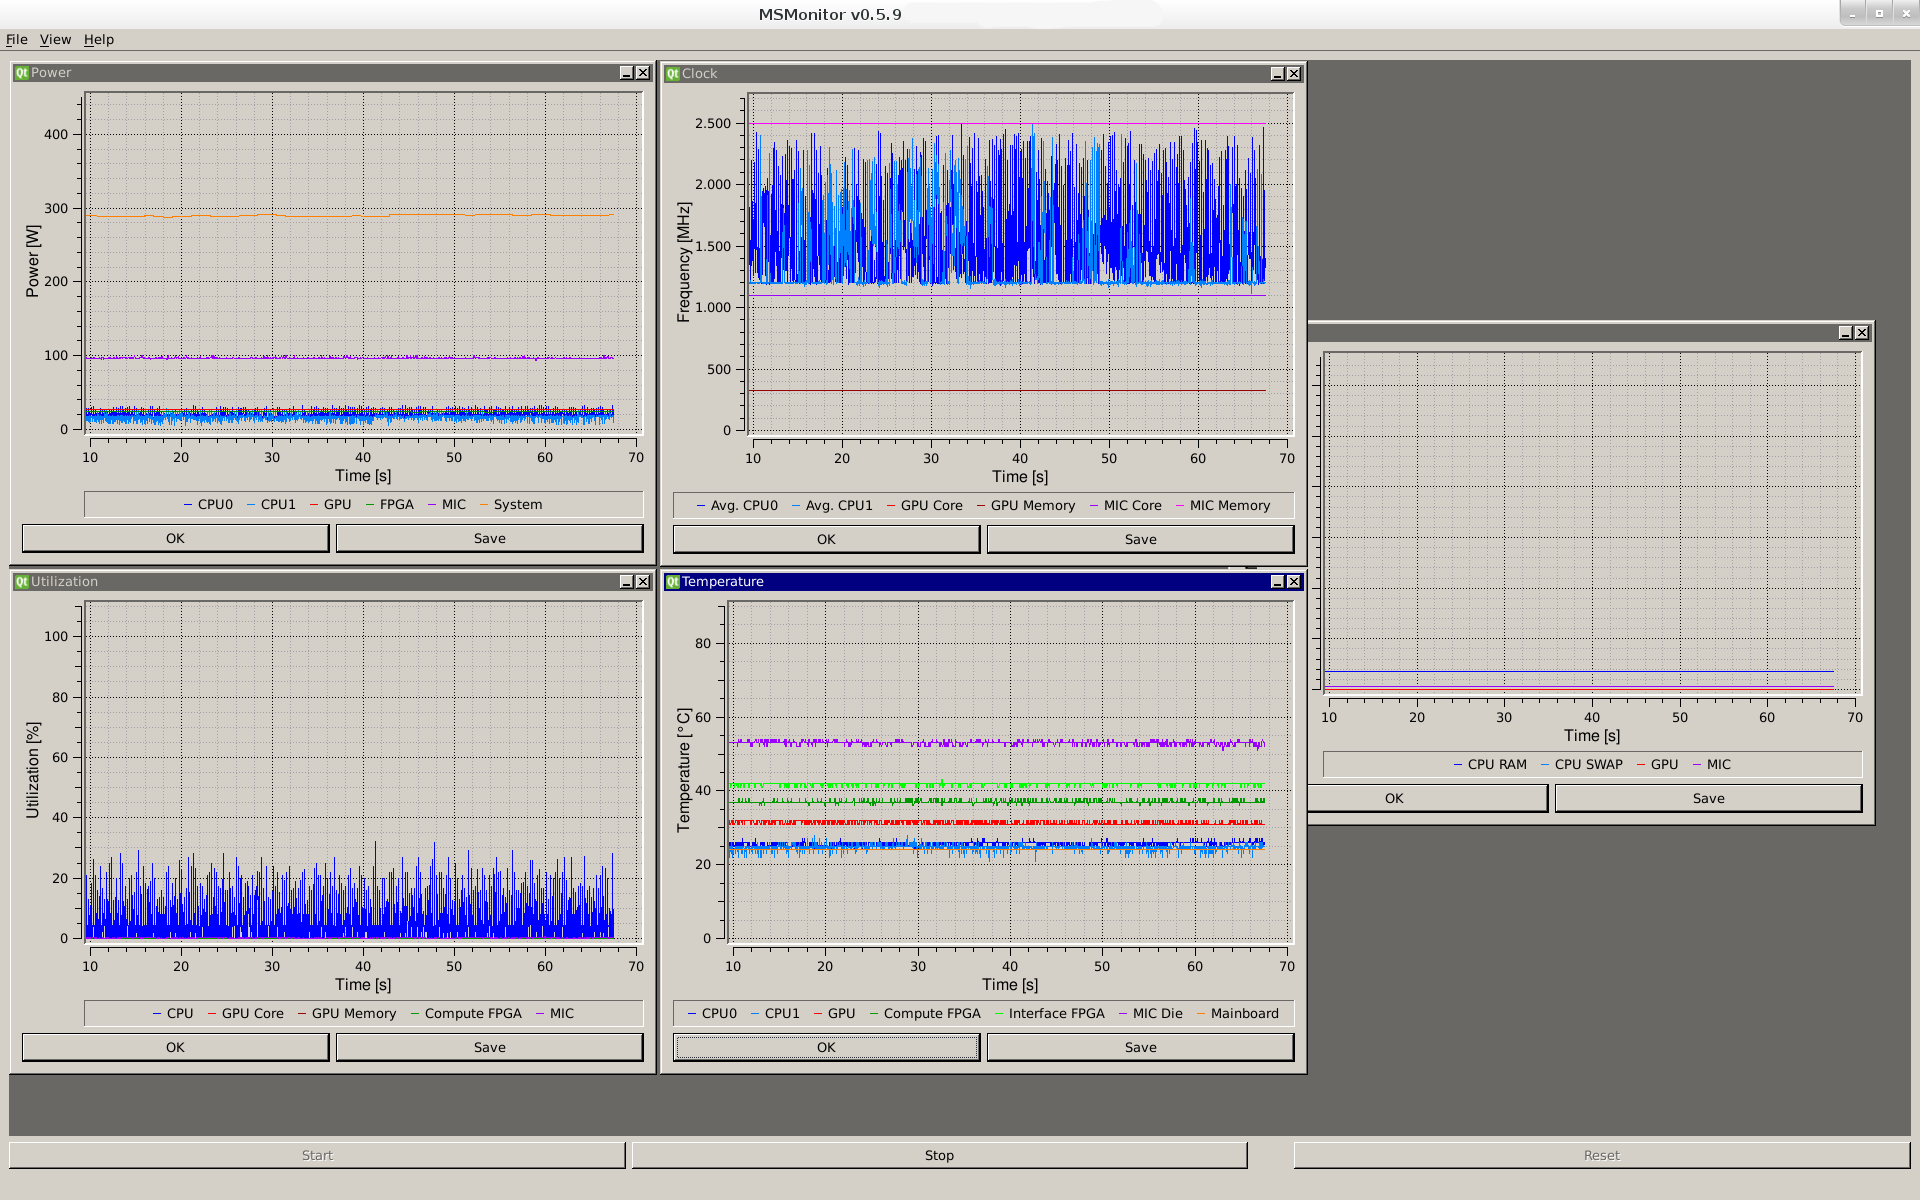 MSMonitor v0.5.9
File View Help
Qt Power
400
300
200
100
0
Power [W]
10 20 30 40 50 60 70
Time [s]
CPU0 CPU1 GPU FPGA MIC System
OK Save
Qt Clock
2.500
2.000
1.500
1.000
500
0
Frequency [MHz]
10 20 30 40 50 60 70
Time [s]
Avg. CPU0 Avg. CPU1 GPU Core GPU Memory MIC Core MIC Memory
OK Save
10 20 30 40 50 60 70
Time [s]
CPU RAM CPU SWAP GPU MIC
OK Save
Qt Utilization
100
80
60
40
20
0
Utilization [%]
10 20 30 40 50 60 70
Time [s]
CPU GPU Core GPU Memory Compute FPGA MIC
OK Save
Qt Temperature
80
60
40
20
0
Temperature [°C]
10 20 30 40 50 60 70
Time [s]
CPU0 CPU1 GPU Compute FPGA Interface FPGA MIC Die Mainboard
OK Save
Start Stop Reset